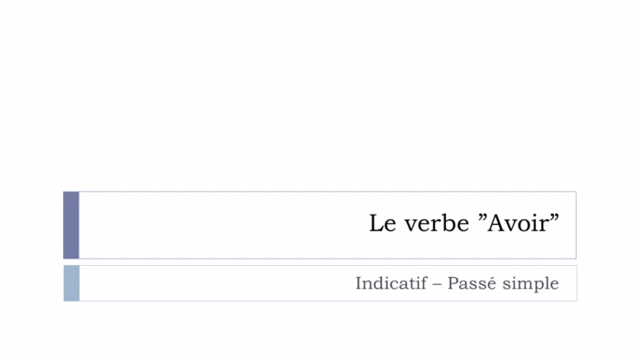 Le verbe ”Avoir”
Indicatif – Passé simple